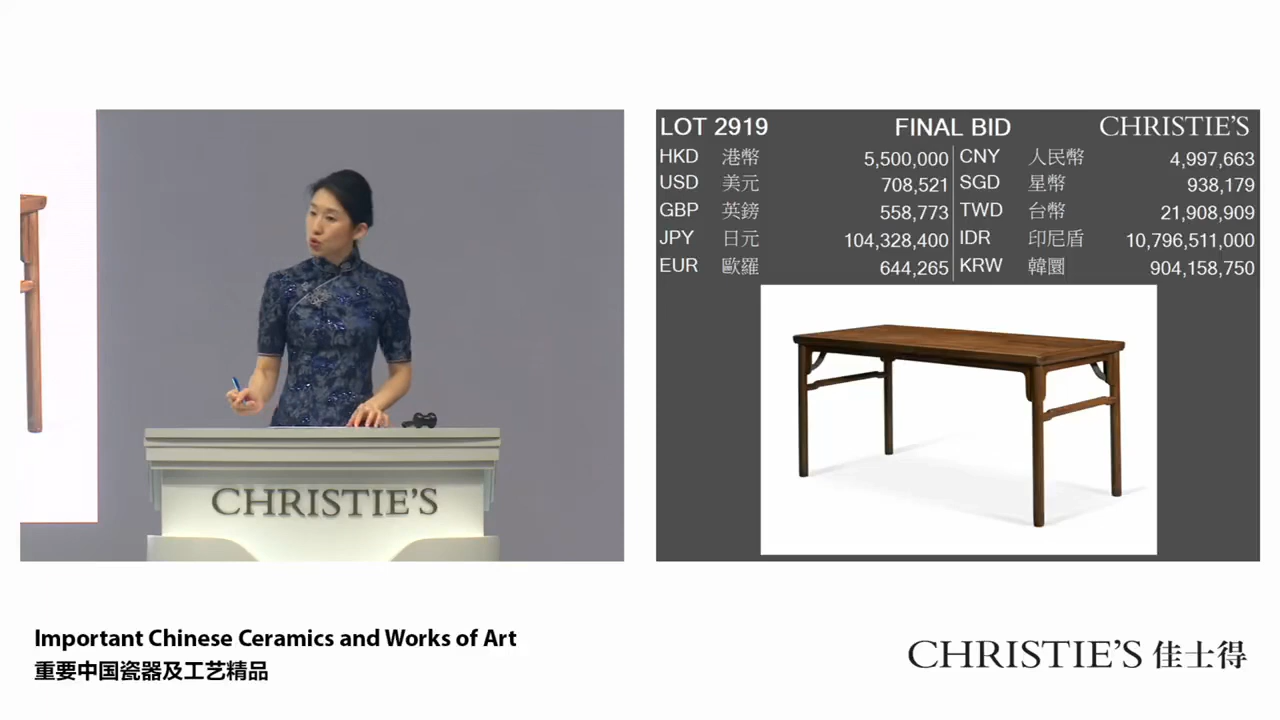 LOT 2919 FINAL BID CHRISTIE'S
HKD 港幣 5,500,000 CNY 人民幣 4,997,663
USD 美元 708,521 SGD 星幣 938,179
GBP 英鎊 558,773 TWD 台幣 21,908,909
JPY 日元 104,328,400 IDR 印尼盾 10,796,511,000
EUR 歐羅 644,265 KRW 韓圜 904,158,750
CHRISTIE'S
Important Chinese Ceramics and Works of Art
重要中国瓷器及工艺精品
CHRISTIE'S 佳士得